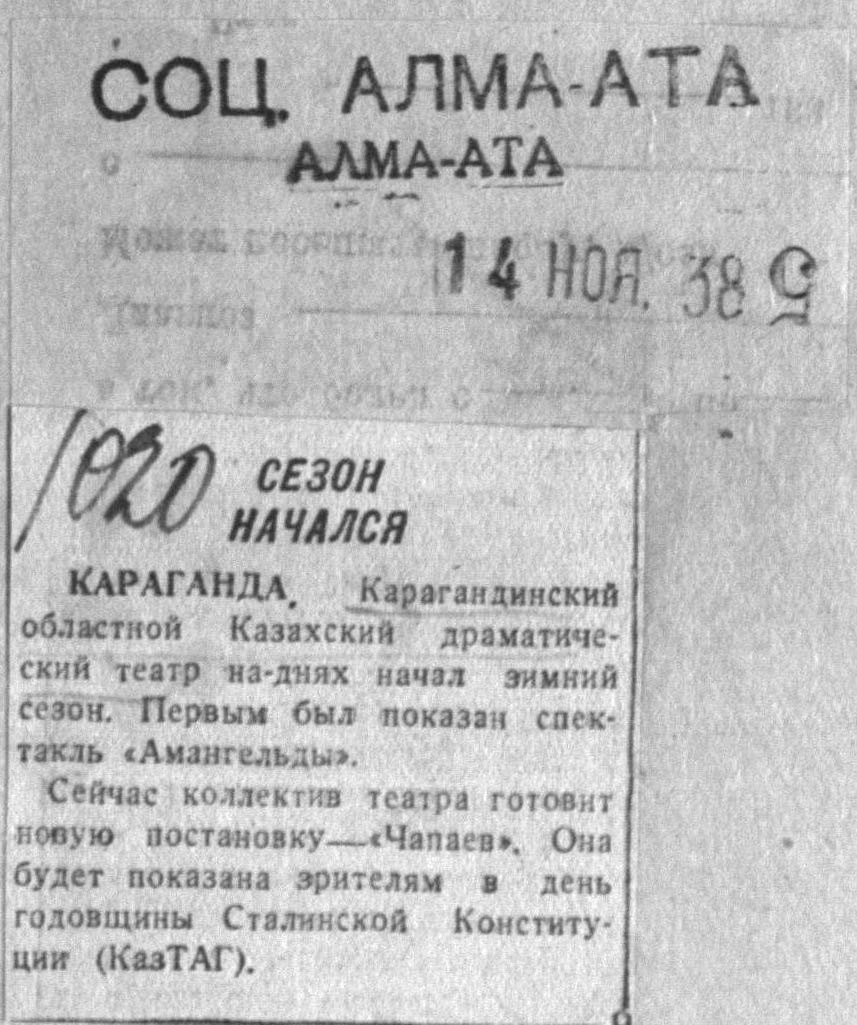 СОЦ. АЛМА-АТА
АЛМА-АТА
14 НОЯ. 38 С
1020
СЕЗОН
НАЧАЛСЯ
КАРАГАНДА. Карагандинский
областной Казахский драматиче-
ский театр на-днях начал зимний
сезон. Первым был показан спек-
такль «Амангельды».
Сейчас коллектив театра готовит
новую постановку—«Чапаев». Она
будет показана зрителям в день
годовщины Сталинской Конститу-
ции (КазТАГ).